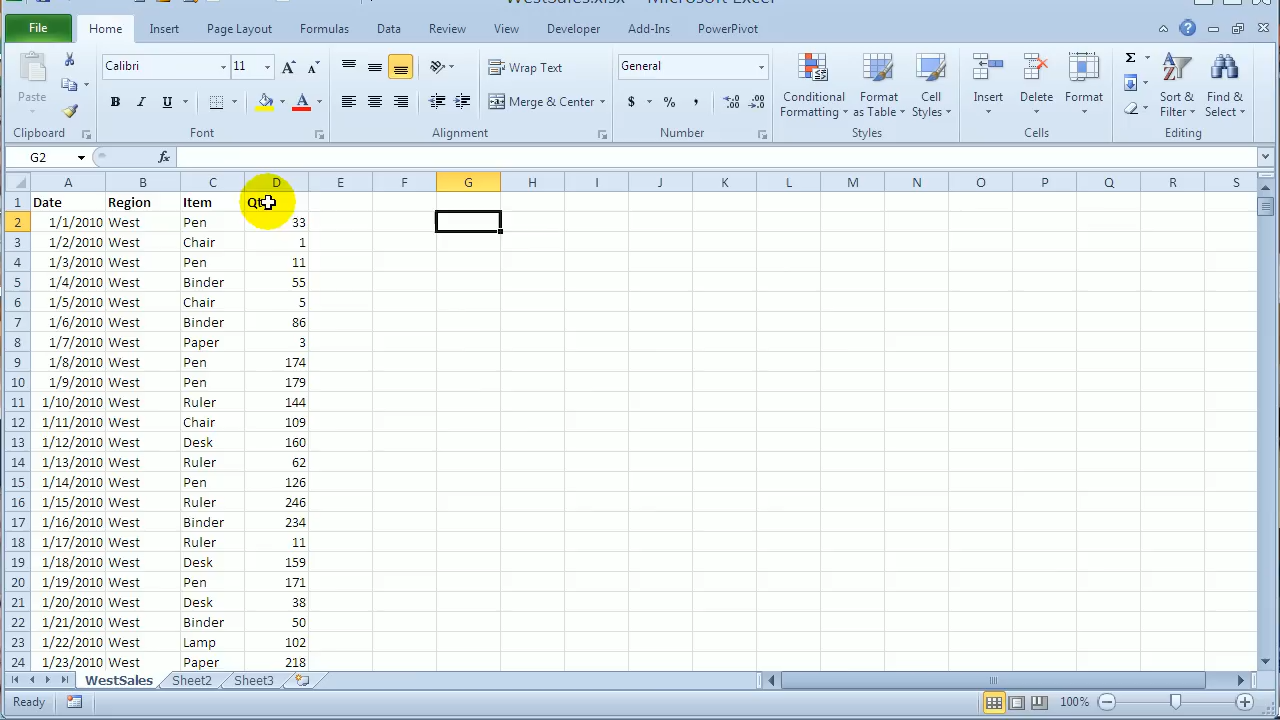 WestSales.xlsx - Microsoft Excel
File Home Insert Page Layout Formulas Data Review View Developer Add-Ins PowerPivot
Paste Calibri 11 Wrap Text General Conditional Formatting Format as Table Cell Styles Insert Delete Format Sort & Filter Find & Select
B I U Merge & Center $ % ,
Clipboard Font Alignment Number Styles Cells Editing
G2 fx
A B C D E F G H I J K L M N O P Q R S
1 Date Region Item Qt
2 1/1/2010 West Pen 33
3 1/2/2010 West Chair 1
4 1/3/2010 West Pen 11
5 1/4/2010 West Binder 55
6 1/5/2010 West Chair 5
7 1/6/2010 West Binder 86
8 1/7/2010 West Paper 3
9 1/8/2010 West Pen 174
10 1/9/2010 West Pen 179
11 1/10/2010 West Ruler 144
12 1/11/2010 West Chair 109
13 1/12/2010 West Desk 160
14 1/13/2010 West Ruler 62
15 1/14/2010 West Pen 126
16 1/15/2010 West Ruler 246
17 1/16/2010 West Binder 234
18 1/17/2010 West Ruler 11
19 1/18/2010 West Desk 159
20 1/19/2010 West Pen 171
21 1/20/2010 West Desk 38
22 1/21/2010 West Binder 50
23 1/22/2010 West Lamp 102
24 1/23/2010 West Paper 218
WestSales Sheet2 Sheet3
Ready 100%